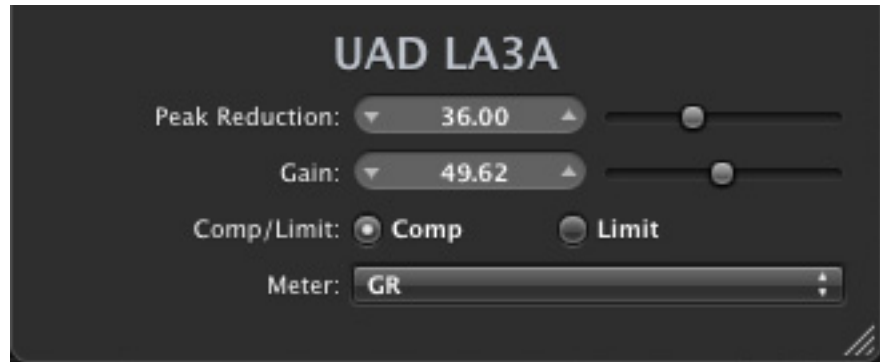 UAD LA3A
Peak Reduction: 36.00
Gain: 49.62
Comp/Limit: Comp Limit
Meter: GR